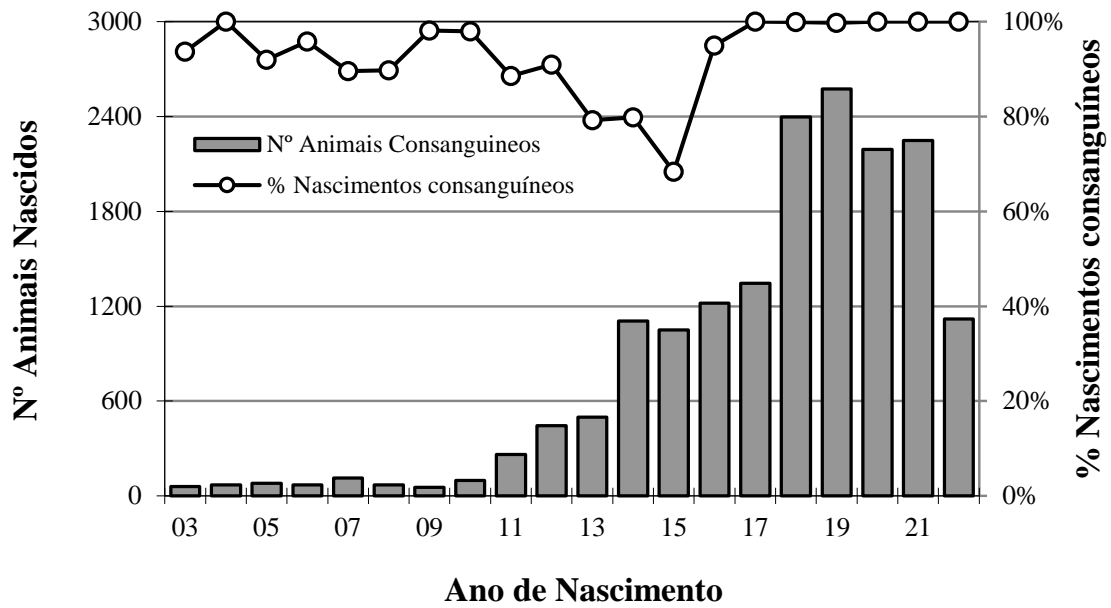 Nº Animais Nascidos
3000
2400
1800
1200
600
0
Nº Animais Consanguineos
% Nascimentos consanguíneos
100%
80%
60%
40%
20%
0%
% Nascimentos consanguíneos
03 05 07 09 11 13 15 17 19 21
Ano de Nascimento